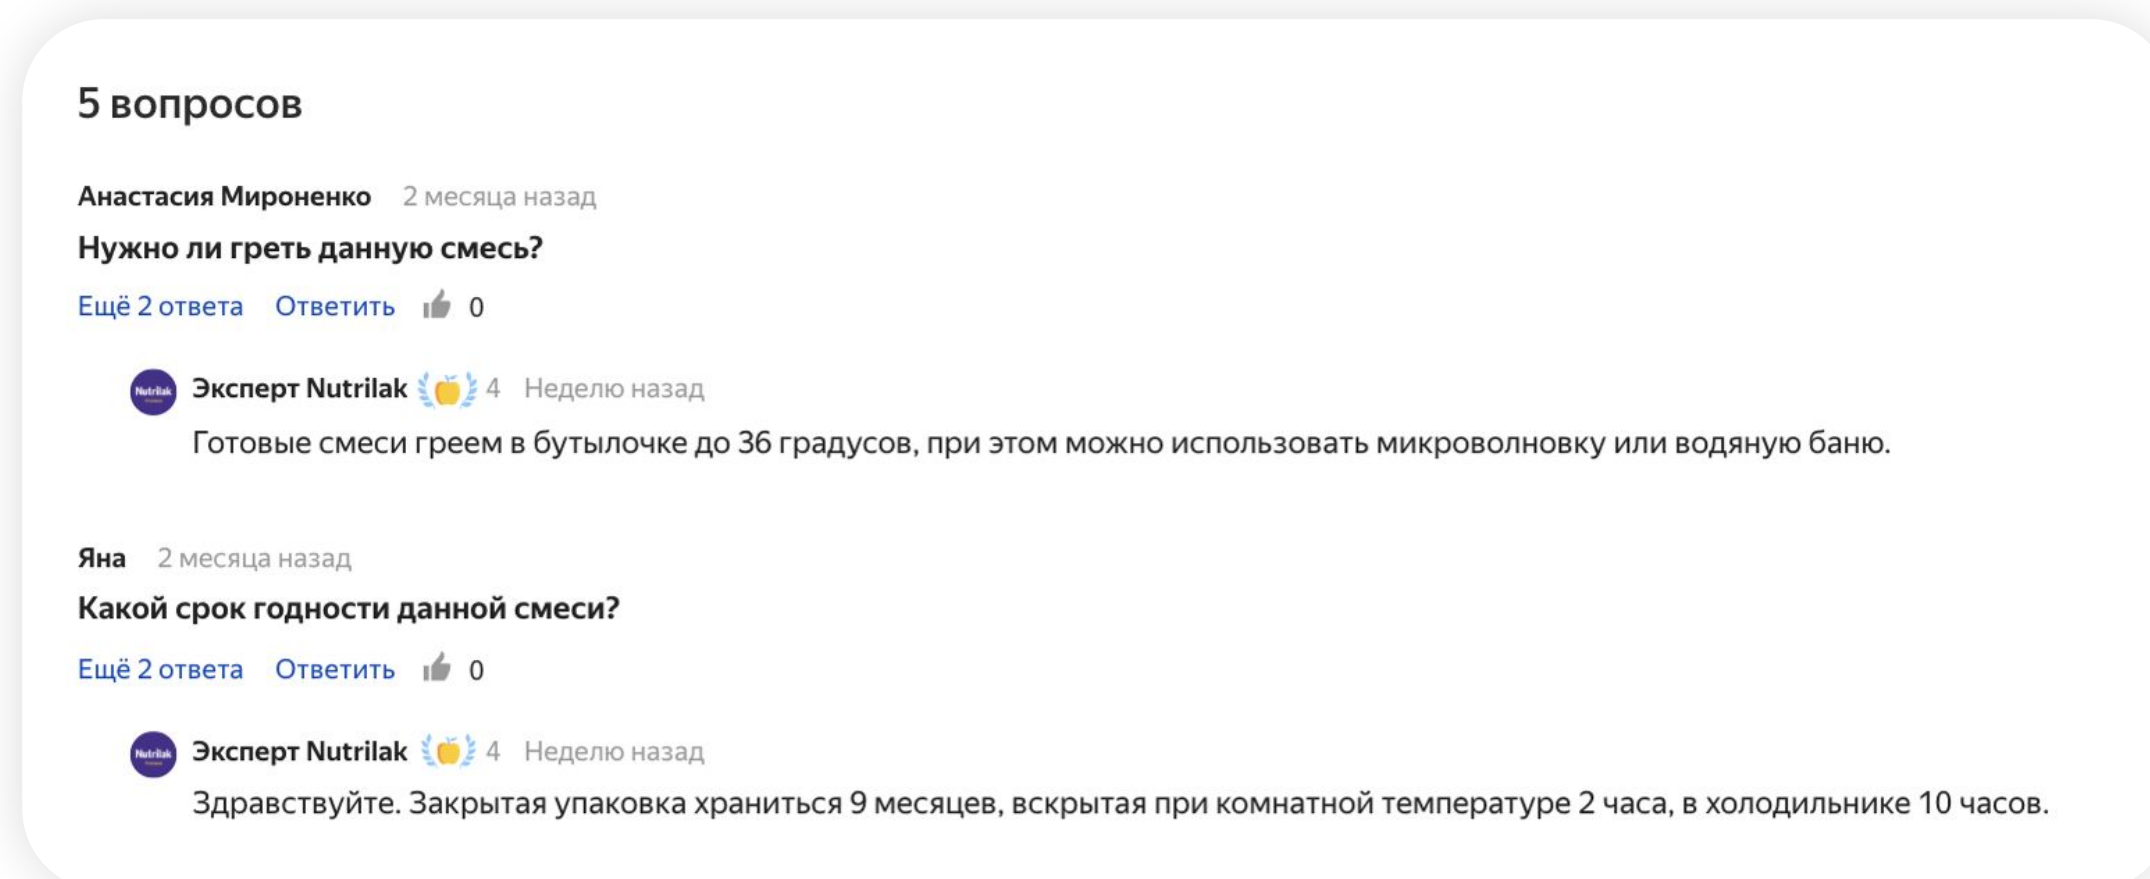 5 вопросов
Анастасия Мироненко 2 месяца назад
Нужно ли греть данную смесь?
Ещё 2 ответа Ответить 0
Nutrilak
Эксперт Nutrilak 4 Неделю назад
Готовые смеси греем в бутылочке до 36 градусов, при этом можно использовать микроволновку или водяную баню.
Яна 2 месяца назад
Какой срок годности данной смеси?
Ещё 2 ответа Ответить 0
Nutrilak
Эксперт Nutrilak 4 Неделю назад
Здравствуйте. Закрытая упаковка храниться 9 месяцев, вскрытая при комнатной температуре 2 часа, в холодильнике 10 часов.